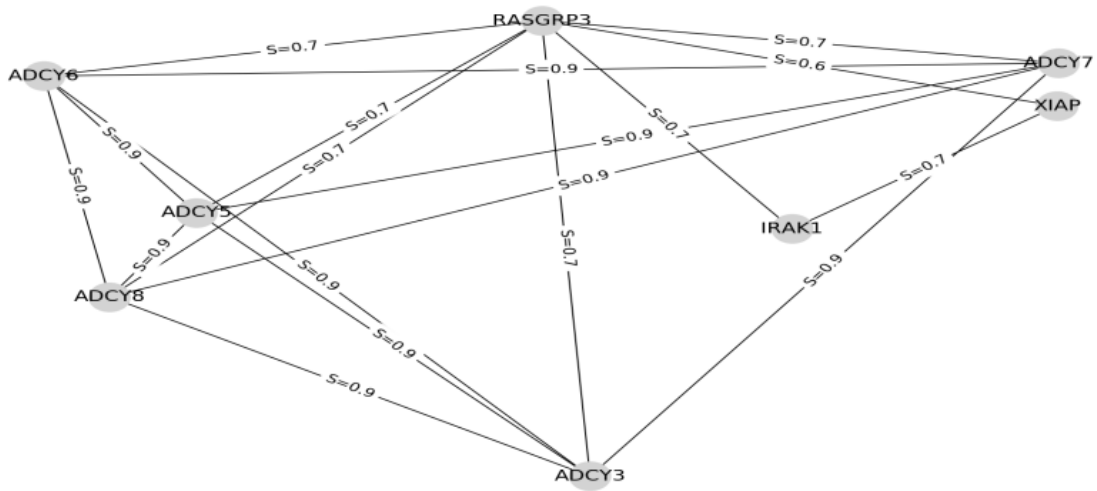 RASGRP3
S=0.7
S=0.7
ADCY7
S=0.6
S=0.9
ADCY6
XIAP
S=0.7
S=0.7
S=0.9
S=0.9
S=0.7
S=0.7
S=0.9
S=0.9
ADCY5
IRAK1
S=0.7
S=0.9
S=0.9
S=0.9
ADCY8
S=0.9
S=0.9
ADCY3